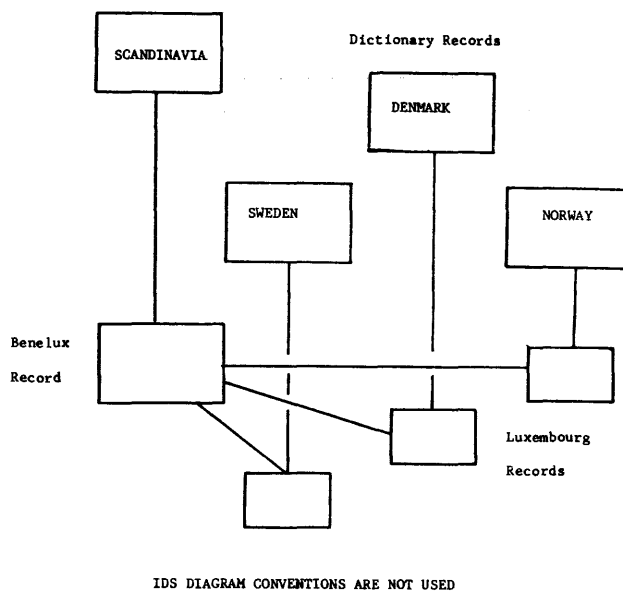 SCANDINAVIA
Dictionary Records
DENMARK
SWEDEN
NORWAY
Benelux
Record
Luxembourg
Records
IDS DIAGRAM CONVENTIONS ARE NOT USED